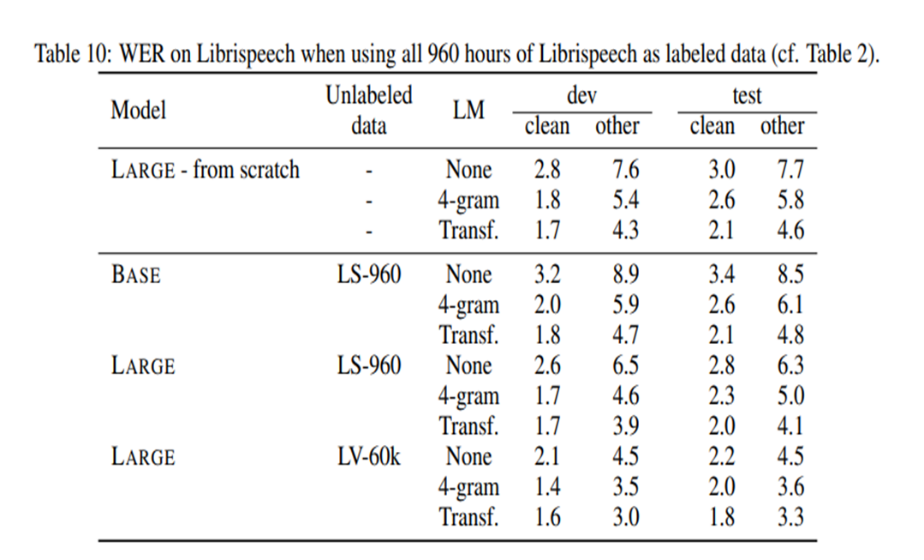 Table 10: WER on Librispeech when using all 960 hours of Librispeech as labeled data (cf. Table 2).
Model Unlabeled data LM dev test
clean other clean other
LARGE - from scratch - None 2.8 7.6 3.0 7.7
- 4-gram 1.8 5.4 2.6 5.8
- Transf. 1.7 4.3 2.1 4.6
BASE LS-960 None 3.2 8.9 3.4 8.5
4-gram 2.0 5.9 2.6 6.1
Transf. 1.8 4.7 2.1 4.8
LARGE LS-960 None 2.6 6.5 2.8 6.3
4-gram 1.7 4.6 2.3 5.0
Transf. 1.7 3.9 2.0 4.1
LARGE LV-60k None 2.1 4.5 2.2 4.5
4-gram 1.4 3.5 2.0 3.6
Transf. 1.6 3.0 1.8 3.3